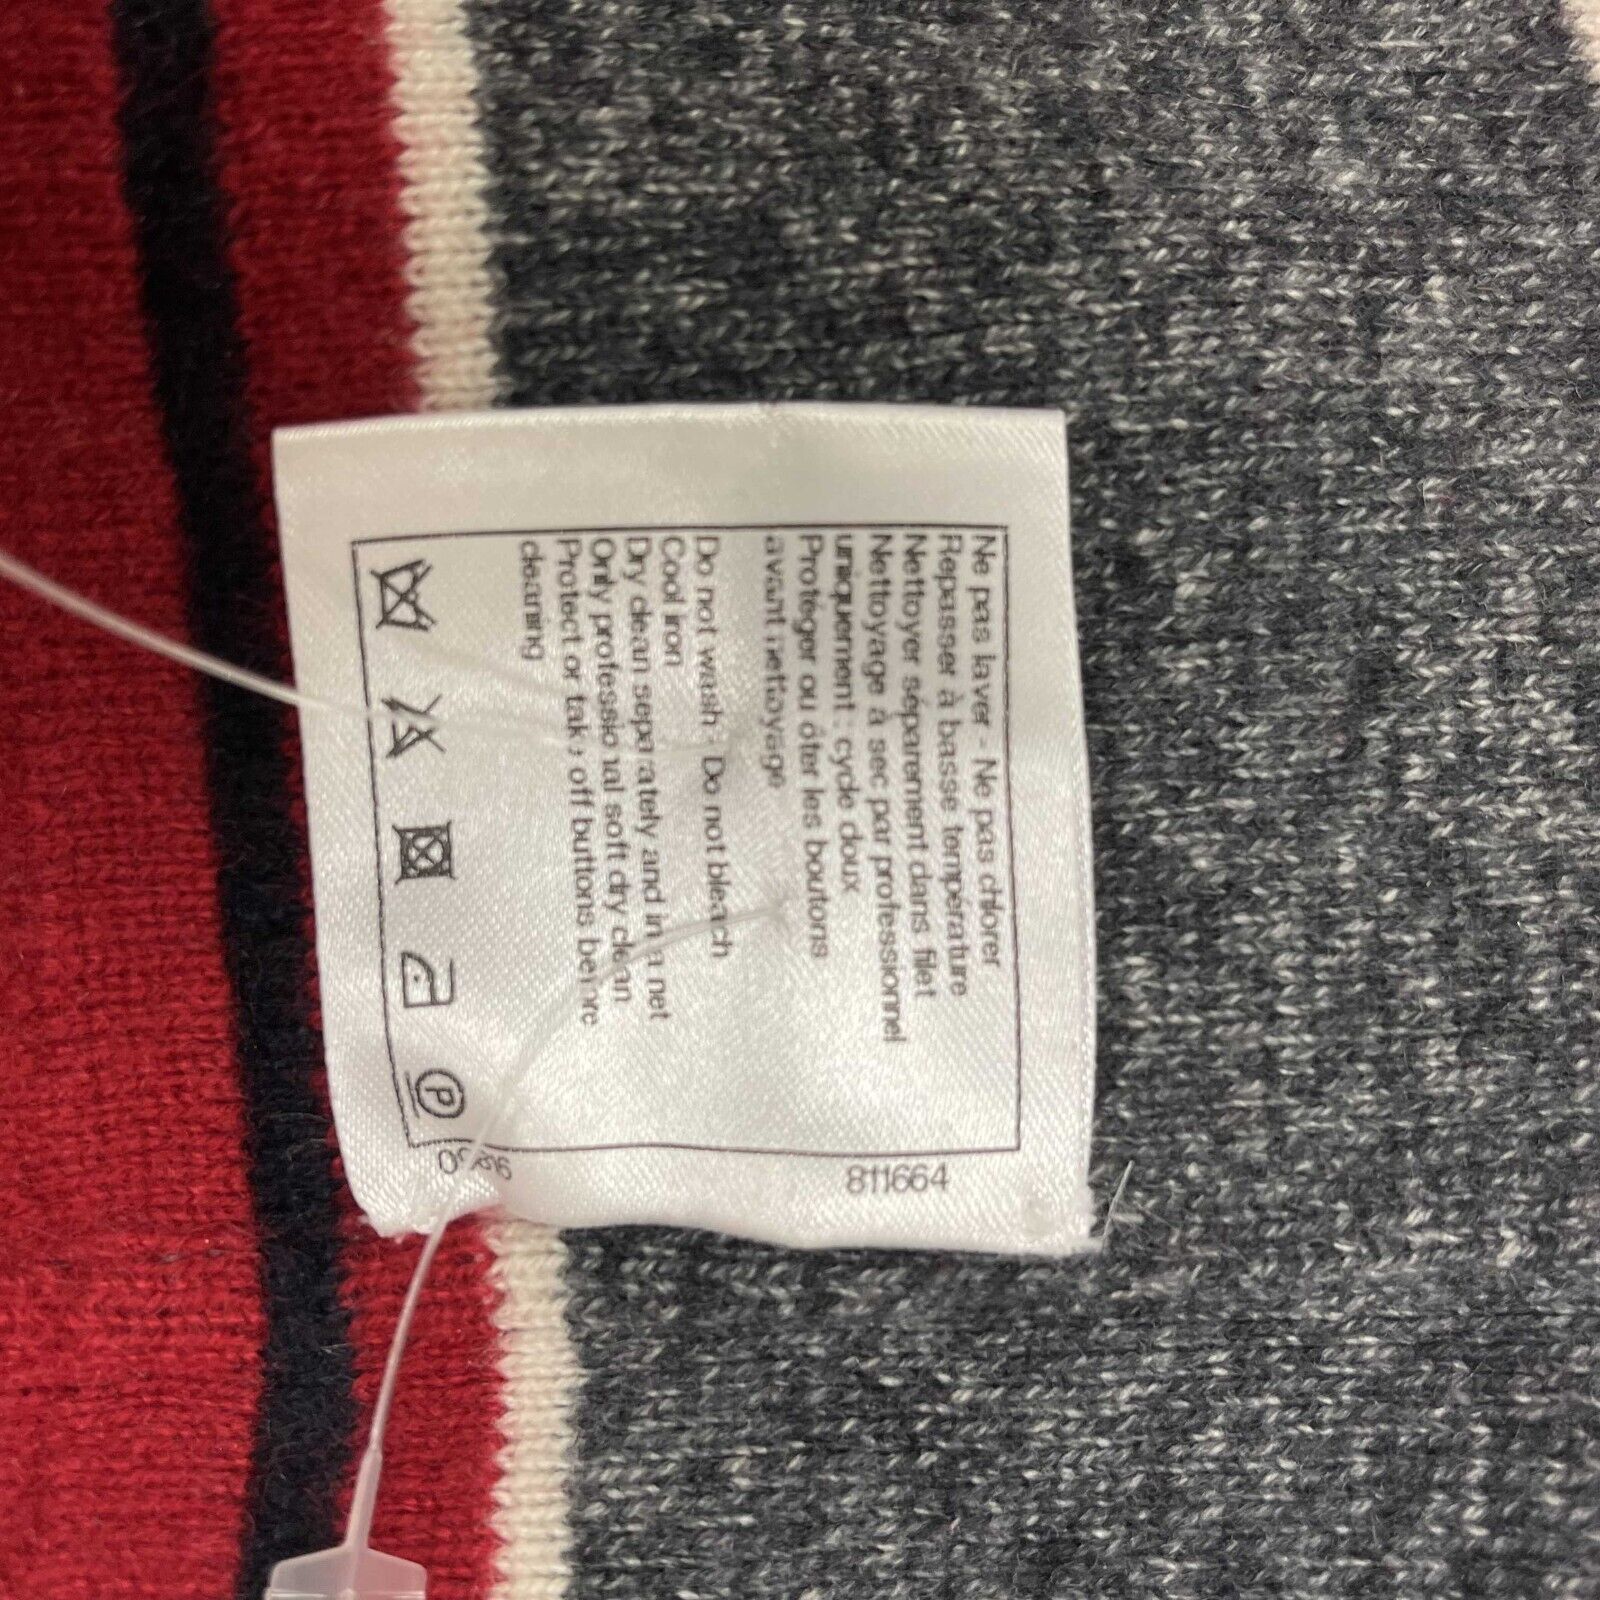 Ne pas laver - Ne pas chlorer
Repasser à basse température
Nettoyer séparement dans filet
Nettoyage à sec par professionnel
uniquement : cycle doux
Protéger ou ôter les boutons
avant nettoyage
Do not wash - Do not bleach
Cool iron
Dry clean separately and in a net
Only professional soft dry clean
Protect or take off buttons before
cleaning
P
811664